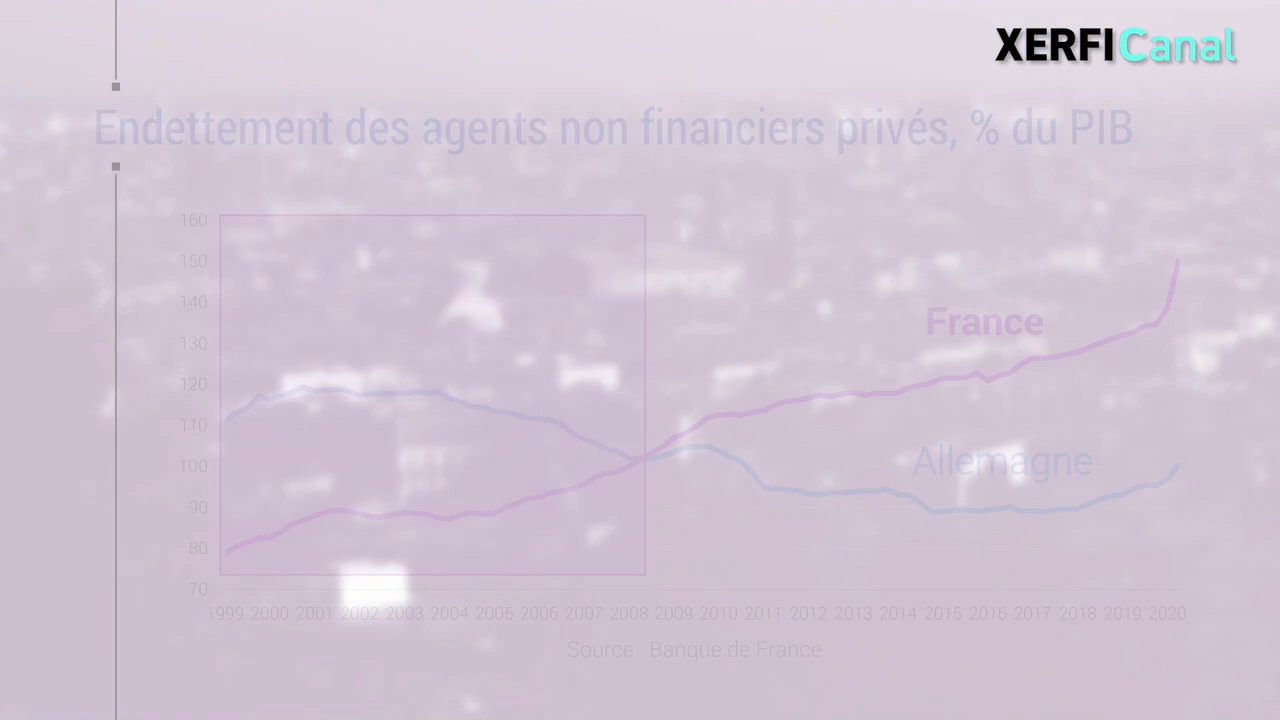 XERFI Canal
Endettement des agents non financiers privés, % du PIB
160
150
140
130
120
110
100
90
80
70
France
Allemagne
1999 2000 2001 2002 2003 2004 2005 2006 2007 2008 2009 2010 2011 2012 2013 2014 2015 2016 2017 2018 2019 2020
Source : Banque de France